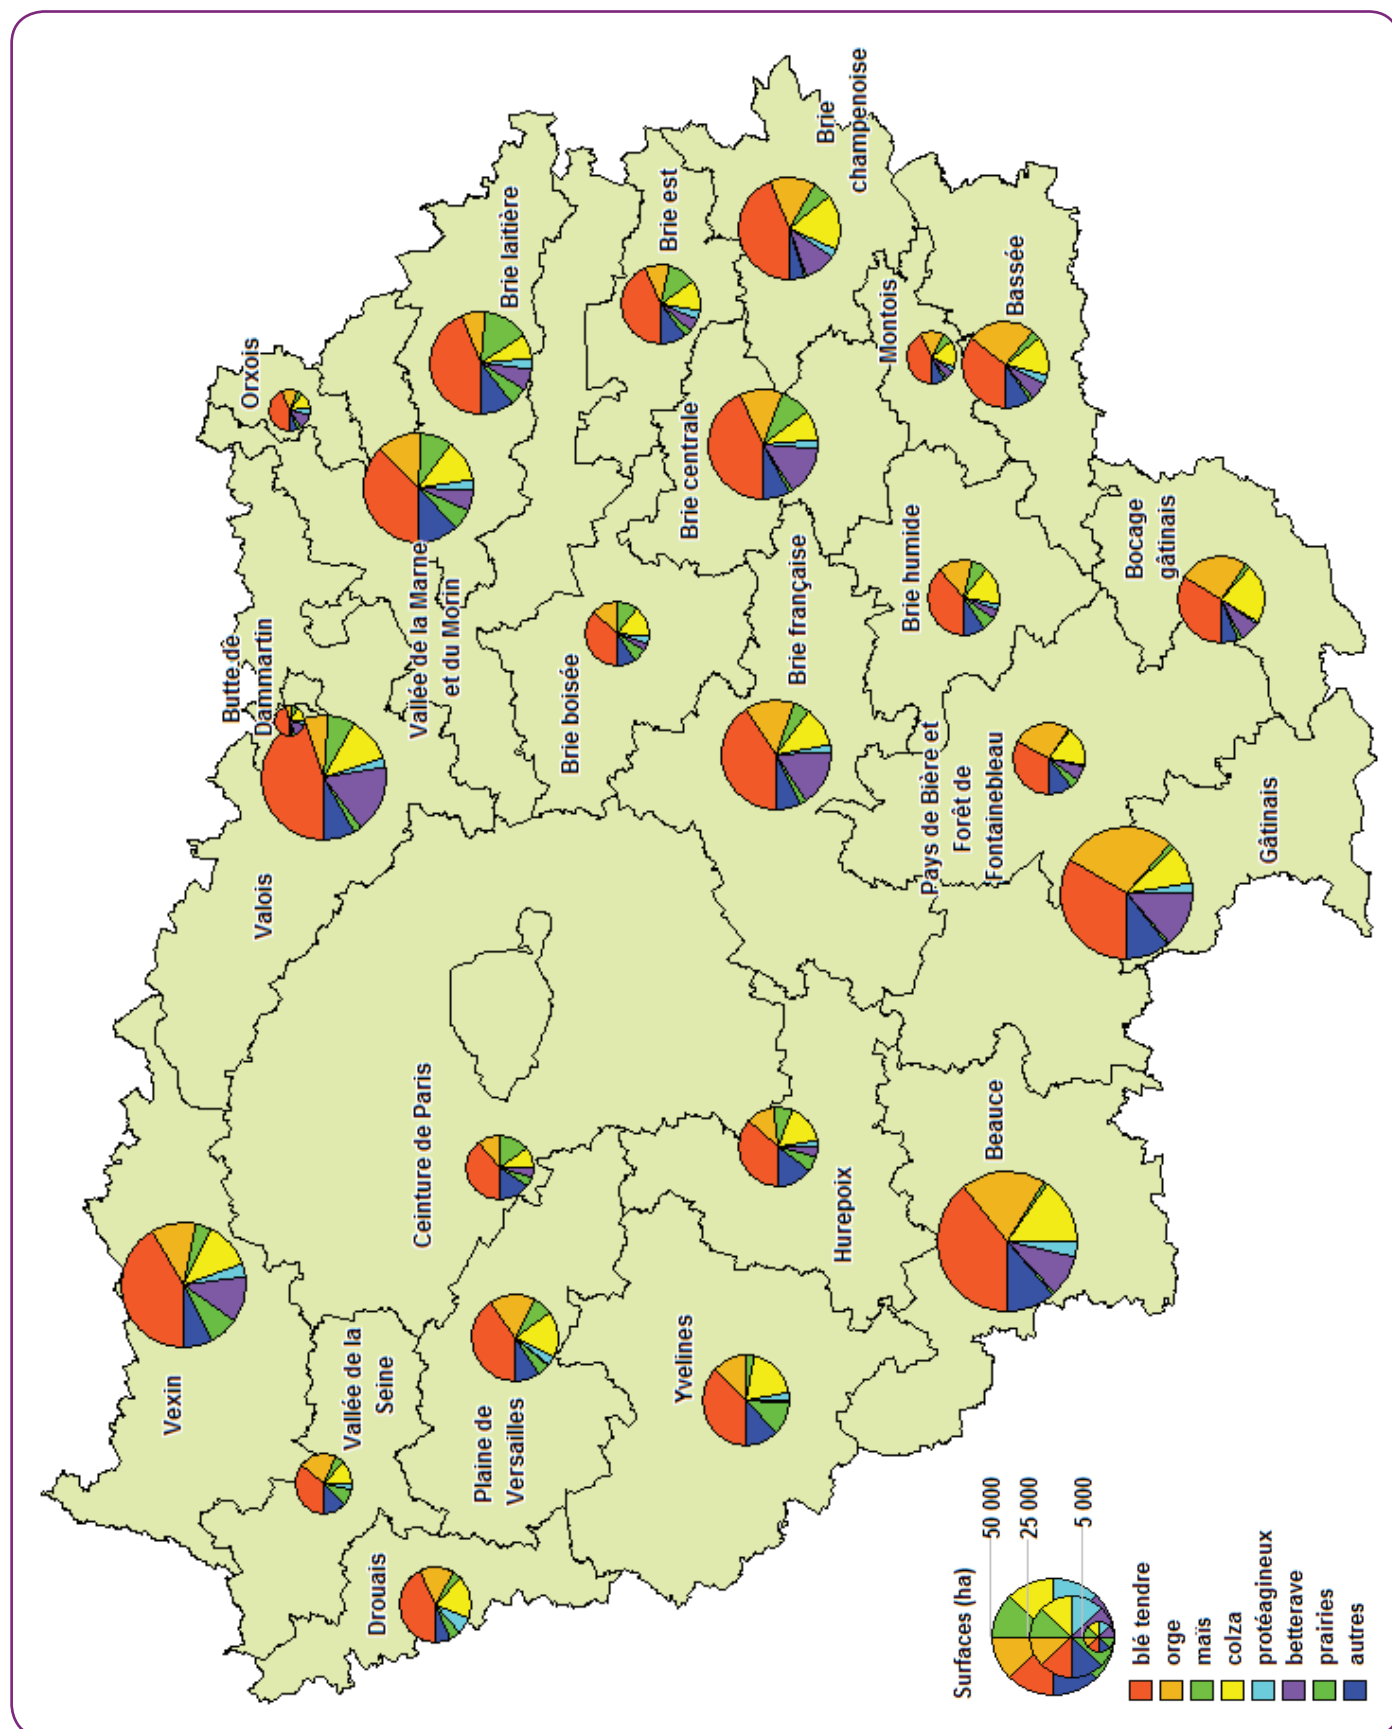 Vexin
Valois
Butte de
Dammartin
Orxois
Vallée de la
Seine
Drouais
Plaine de
Versailles
Ceinture de Paris
Vallée de la Marne
et du Morin
Brie laitière
Brie boisée
Brie est
Yvelines
Hurepoix
Brie française
Brie centrale
Brie
champenoise
Beauce
Pays de Bière et
Forêt de
Fontainebleau
Brie humide
Montois
Bassée
Gâtinais
Bocage
gâtinais
Surfaces (ha)
50 000
25 000
5 000
blé tendre
orge
maïs
colza
protéagineux
betterave
prairies
autres